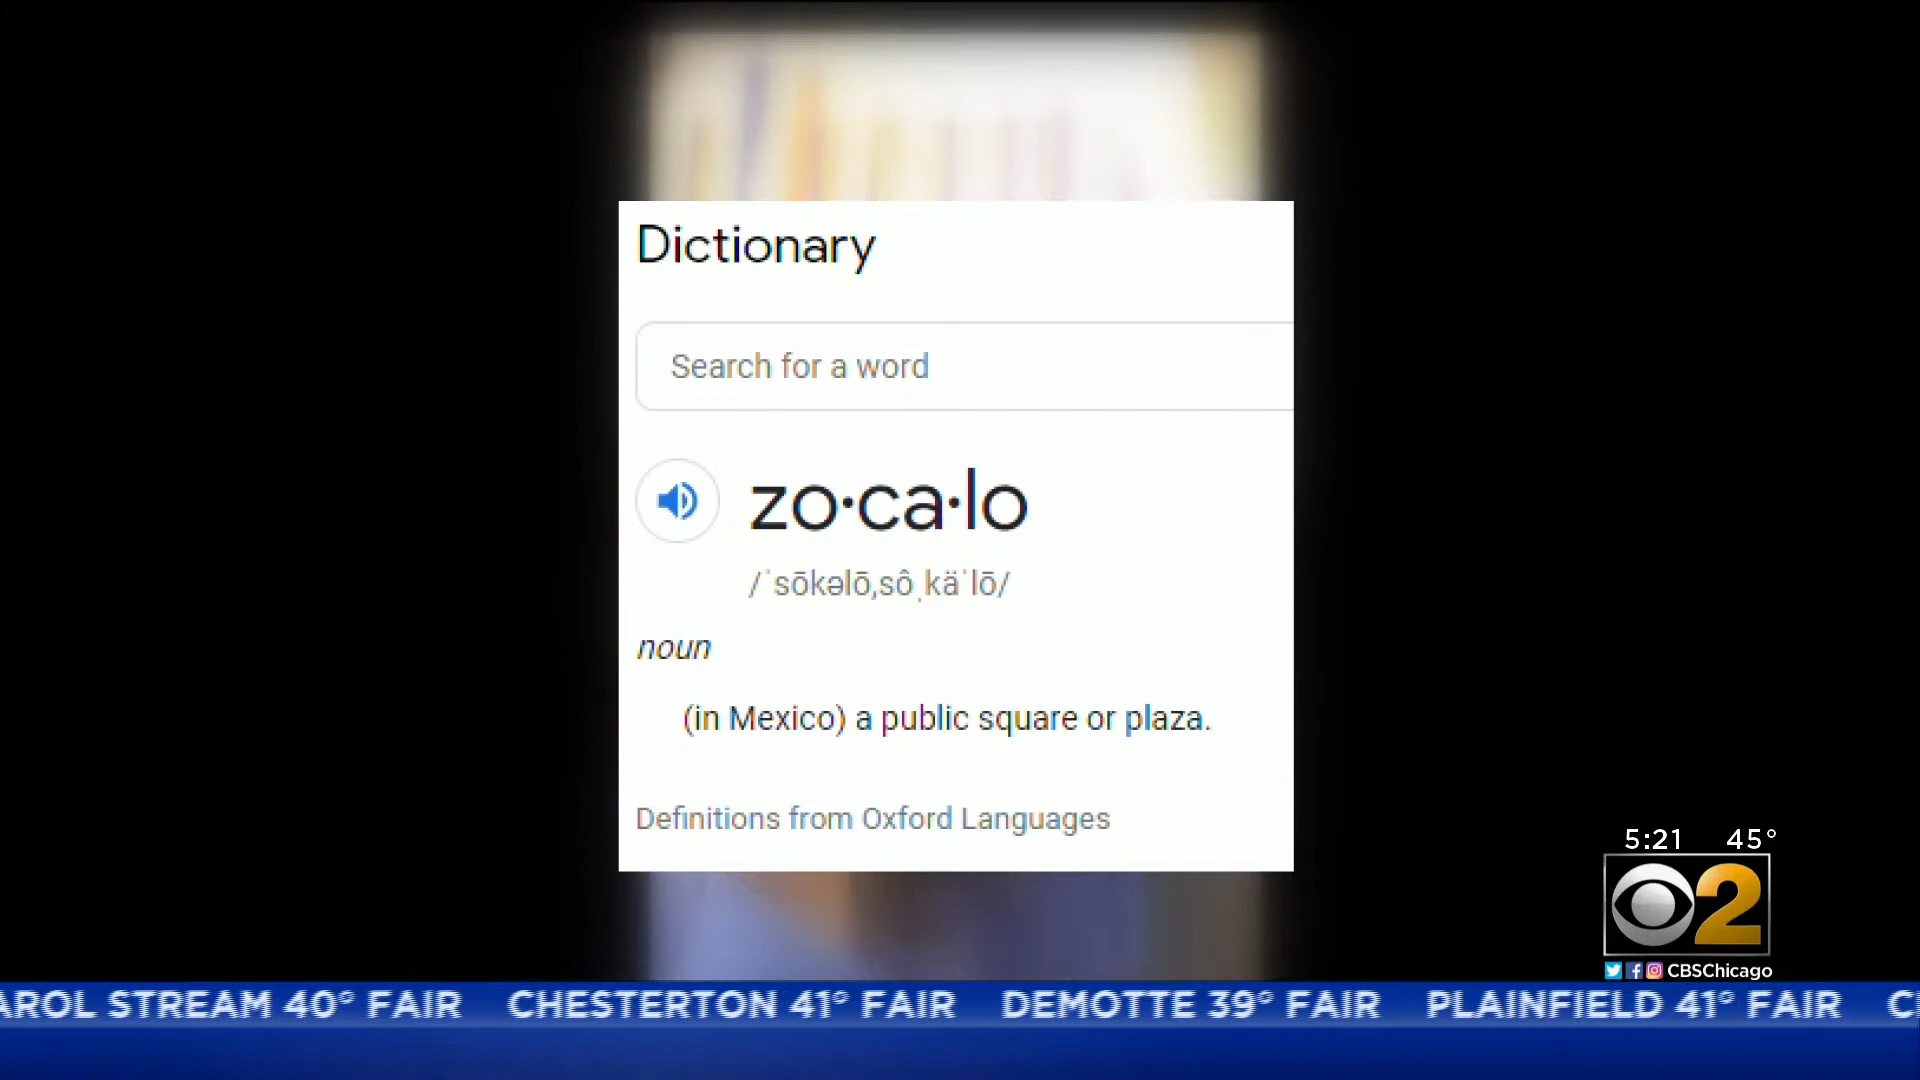 Dictionary
Search for a word
zo·ca·lo
/ˈsōkəlō,sôˌkäˈlō/
noun
(in Mexico) a public square or plaza.
Definitions from Oxford Languages
5:21 45°
2
CBSChicago
AROL STREAM 40° FAIR CHESTERTON 41° FAIR DEMOTTE 39° FAIR PLAINFIELD 41° FAIR